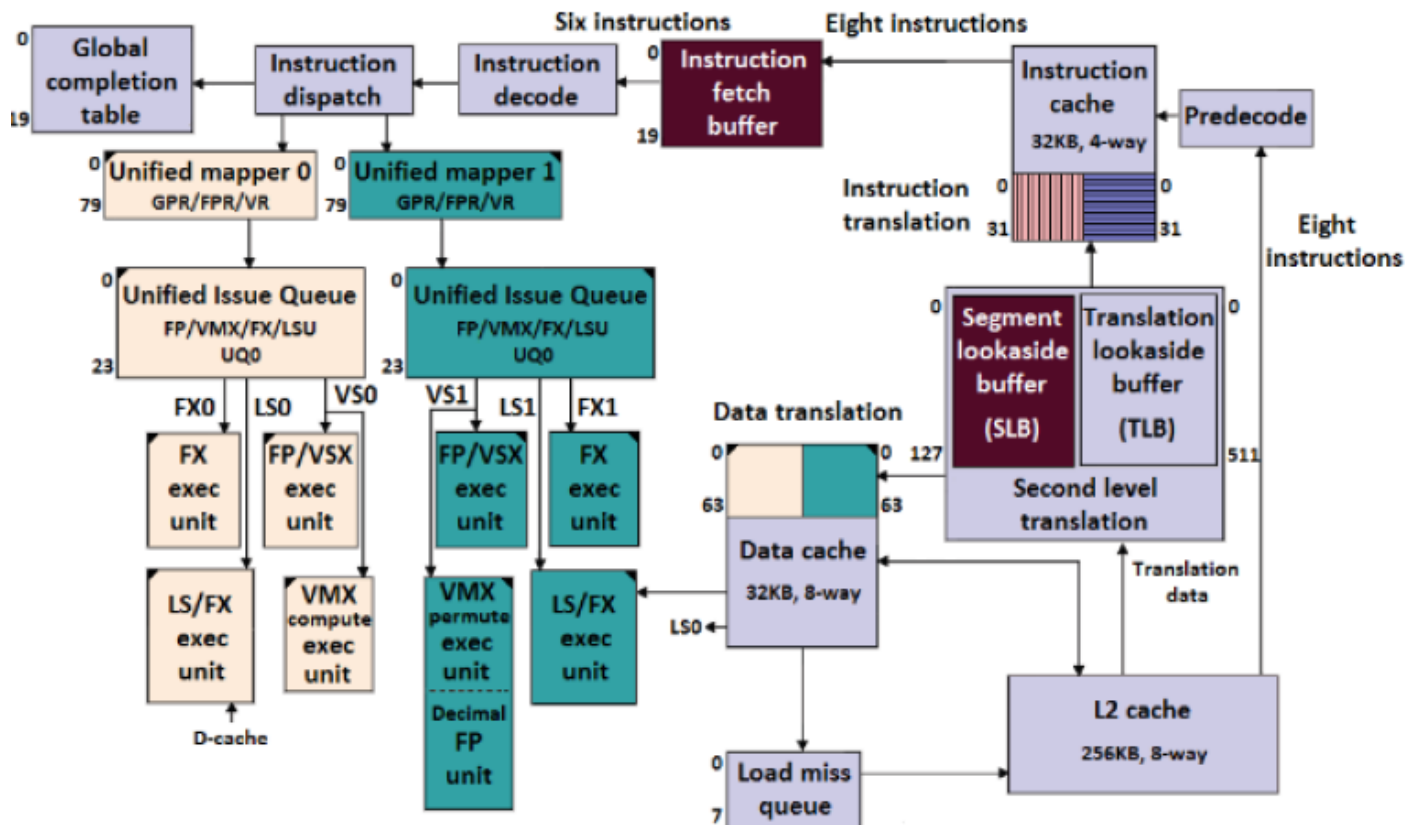 Six instructions
Eight instructions
0
Global
completion
table
19
Instruction
dispatch
Instruction
decode
0
Instruction
fetch
buffer
19
Instruction
cache
32KB, 4-way
Predecode
0
Unified mapper 0
GPR/FPR/VR
79
0
Unified mapper 1
GPR/FPR/VR
79
Instruction
translation
0
31
0
31
Eight
instructions
0
Unified Issue Queue
FP/VMX/FX/LSU
UQ0
23
0
Unified Issue Queue
FP/VMX/FX/LSU
UQ0
23
0
Segment
lookaside
buffer
(SLB)
127
0
Translation
lookaside
buffer
(TLB)
511
Second level
translation
FX0
LS0
VS0
VS1
LS1
FX1
FX
exec
unit
FP/VSX
exec
unit
FP/VSX
exec
unit
FX
exec
unit
Data translation
0
63
0
63
Data cache
32KB, 8-way
LS0
Translation
data
LS/FX
exec
unit
D-cache
VMX
compute
exec
unit
VMX
permute
exec
unit
Decimal
FP
unit
LS/FX
exec
unit
L2 cache
256KB, 8-way
0
Load miss
queue
7